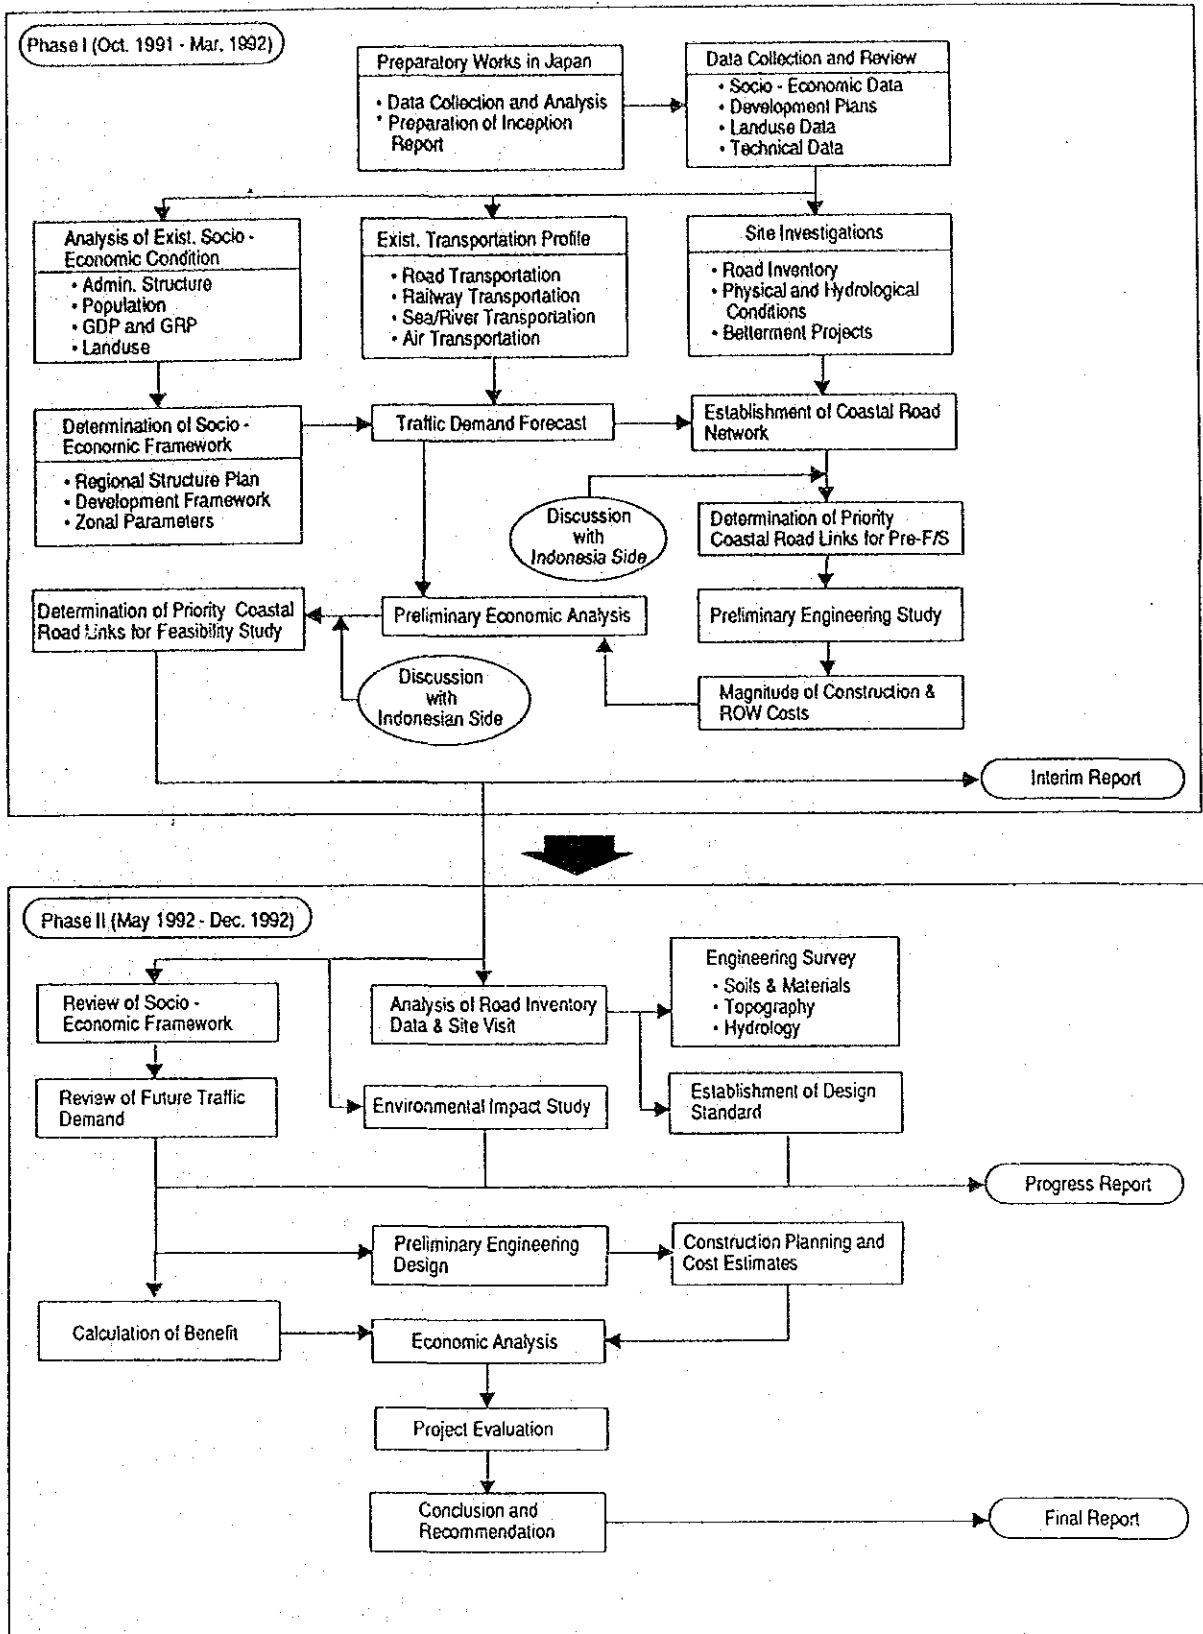 Phase I (Oct. 1991 - Mar. 1992)
Preparatory Works in Japan
• Data Collection and Analysis
* Preparation of Inception
Report
Data Collection and Review
• Socio - Economic Data
• Development Plans
• Landuse Data
• Technical Data
Analysis of Exist. Socio -
Economic Condition
• Admin. Structure
• Population
• GDP and GRP
• Landuse
Exist. Transportation Profile
• Road Transportation
• Railway Transportation
• Sea/River Transportation
• Air Transportation
Site Investigations
• Road Inventory
• Physical and Hydrological
Conditions
• Betterment Projects
Determination of Socio -
Economic Framework
• Regional Structure Plan
• Development Framework
• Zonal Parameters
Traffic Demand Forecast
Establishment of Coastal Road
Network
Discussion
with
Indonesia Side
Determination of Priority
Coastal Road Links for Pre-F/S
Determination of Priority Coastal
Road Links for Feasibility Study
Preliminary Economic Analysis
Preliminary Engineering Study
Discussion
with
Indonesian Side
Magnitude of Construction &
ROW Costs
Interim Report
Phase II (May 1992 - Dec. 1992)
Review of Socio -
Economic Framework
Analysis of Road Inventory
Data & Site Visit
Engineering Survey
• Soils & Materials
• Topography
• Hydrology
Review of Future Traffic
Demand
Environmental Impact Study
Establishment of Design
Standard
Progress Report
Preliminary Engineering
Design
Construction Planning and
Cost Estimates
Calculation of Benefit
Economic Analysis
Project Evaluation
Conclusion and
Recommendation
Final Report